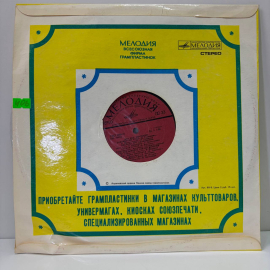 МЕЛОДИЯ
ВСЕСОЮЗНАЯ
ФИРМА
ГРАМПЛАСТИНОК
МЕЛОДИЯ
СТЕРЕО
МЕЛОДИЯ
ПРИОБРЕТАЙТЕ ГРАМПЛАСТИНКИ В МАГАЗИНАХ КУЛЬТТОВАРОВ,
УНИВЕРМАГАХ, КИОСКАХ СОЮЗПЕЧАТИ,
СПЕЦИАЛИЗИРОВАННЫХ МАГАЗИНАХ